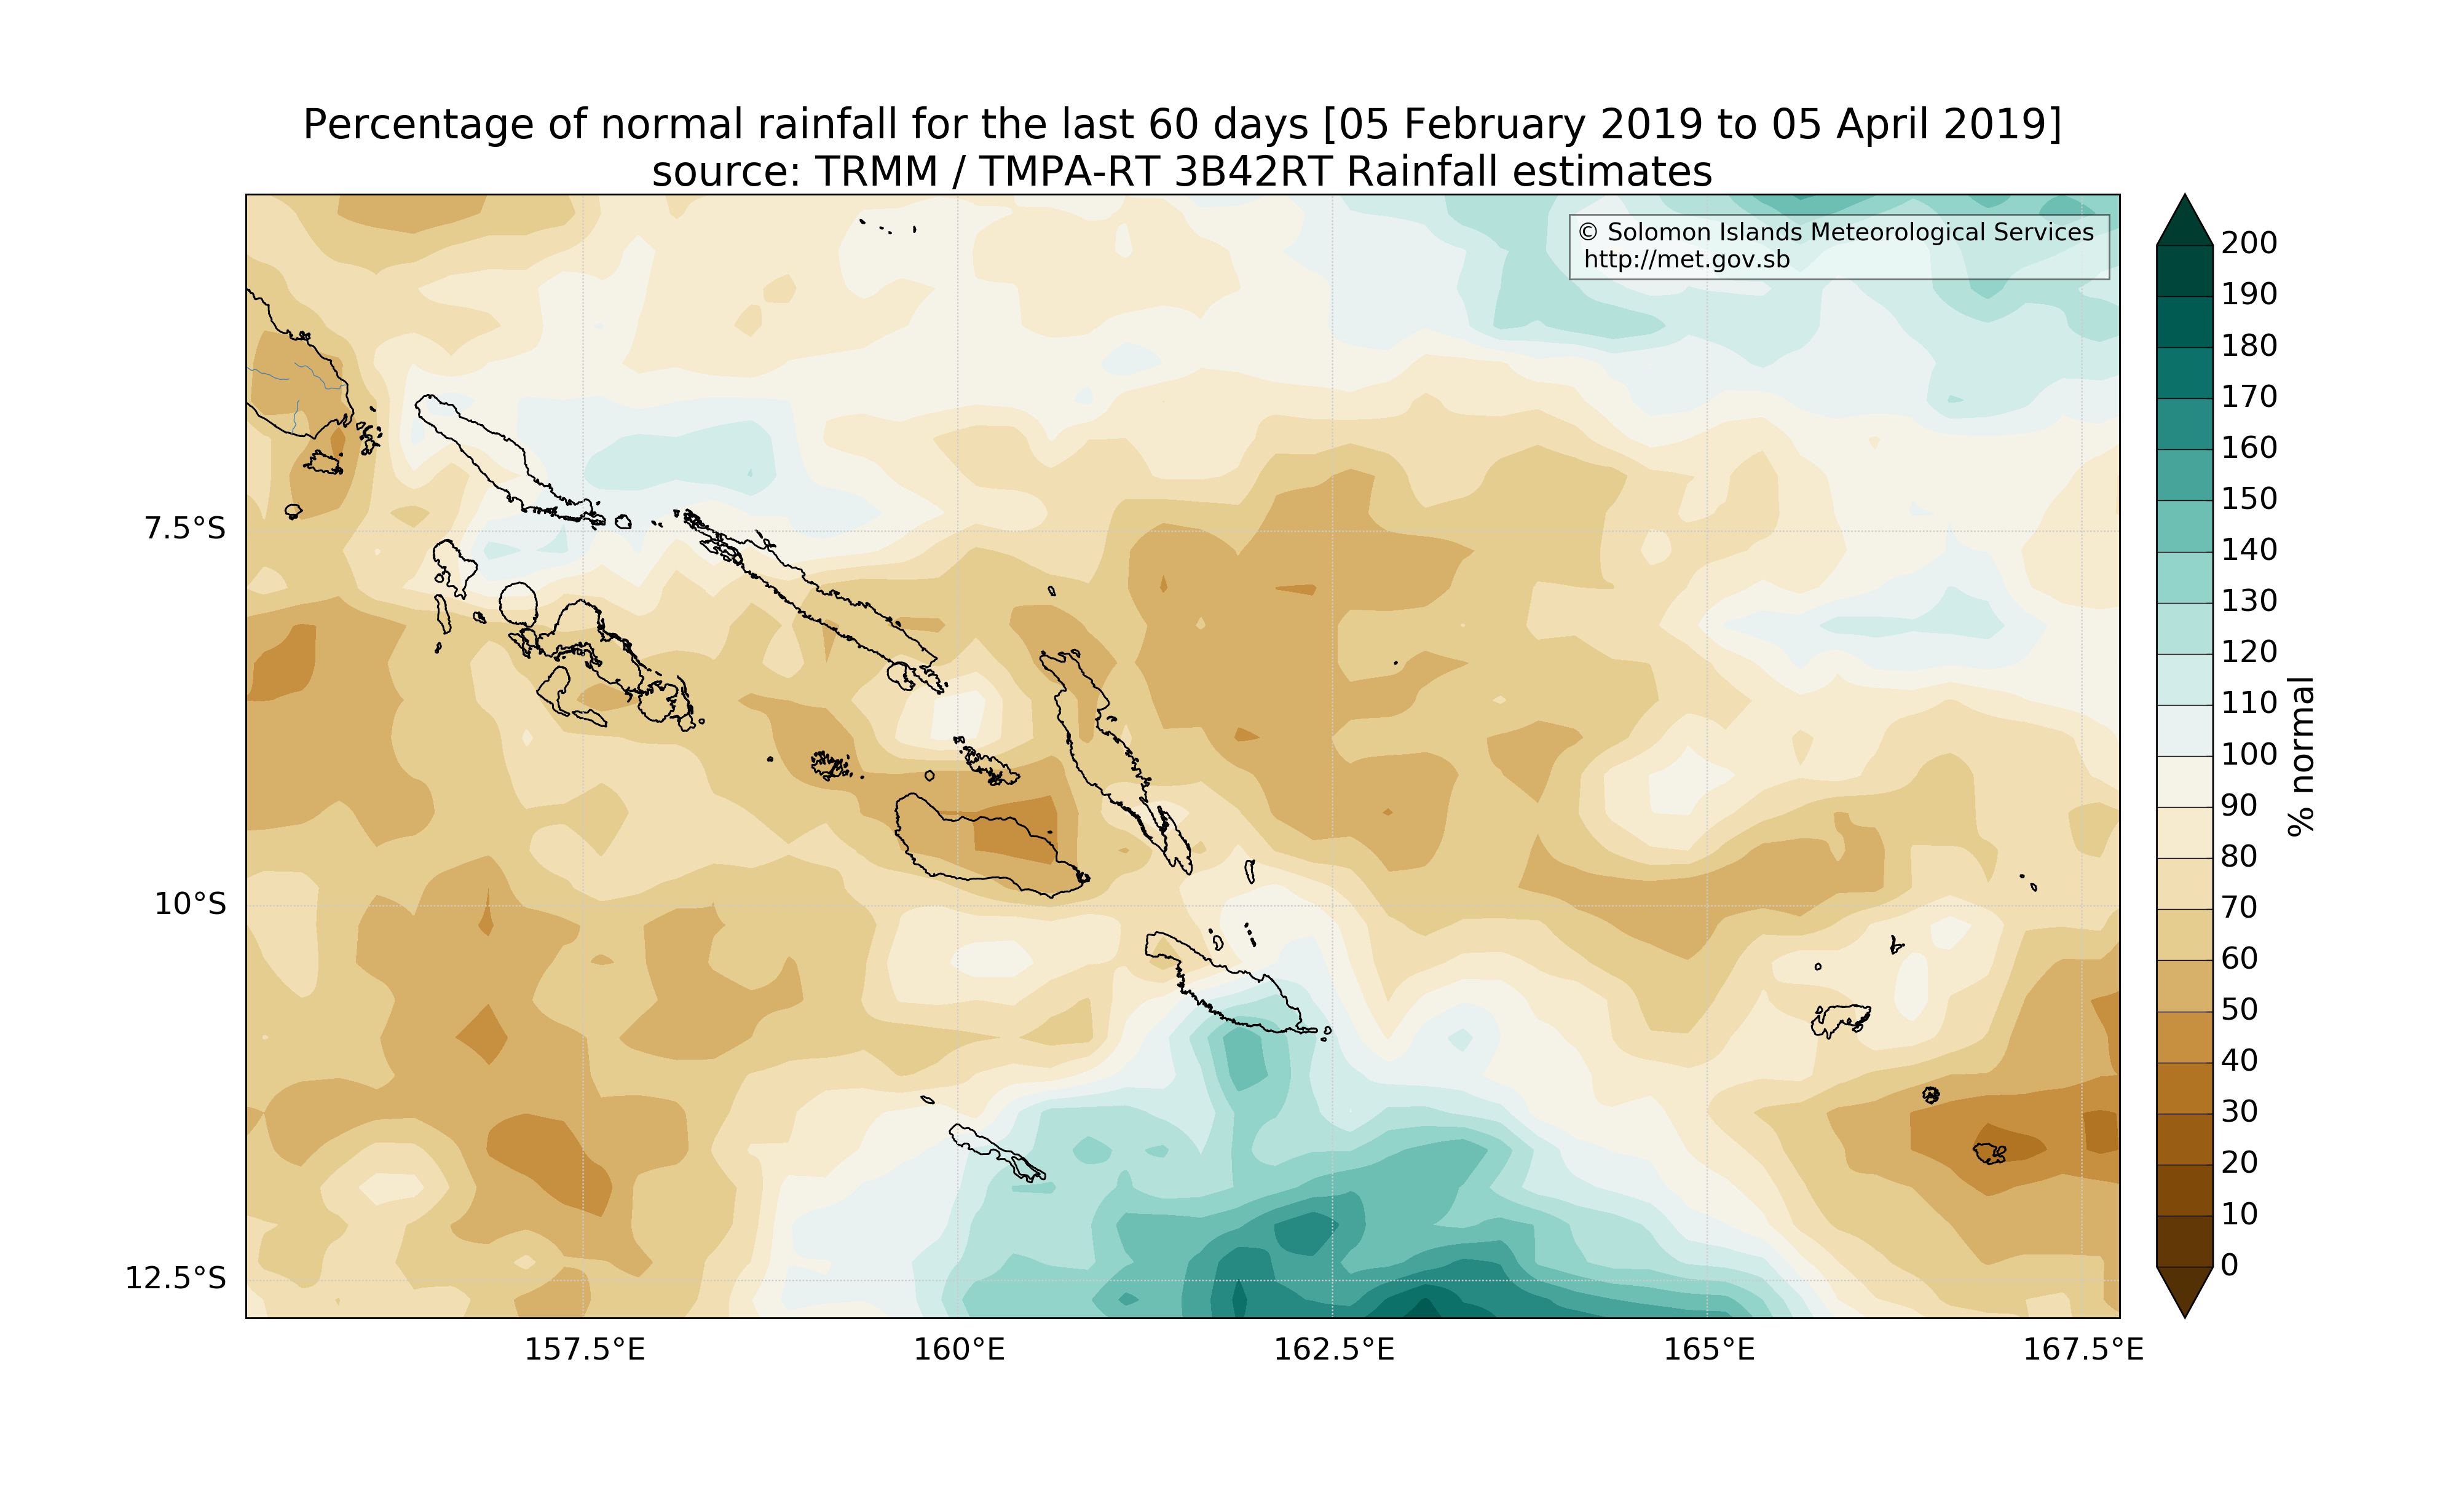 Percentage of normal rainfall for the last 60 days [05 February 2019 to 05 April 2019]
source: TRMM / TMPA-RT 3B42RT Rainfall estimates
© Solomon Islands Meteorological Services
http://met.gov.sb
7.5°S
10°S
12.5°S
157.5°E
160°E
162.5°E
165°E
167.5°E
200
190
180
170
160
150
140
130
120
110
100
90
80
70
60
50
40
30
20
10
0
% normal